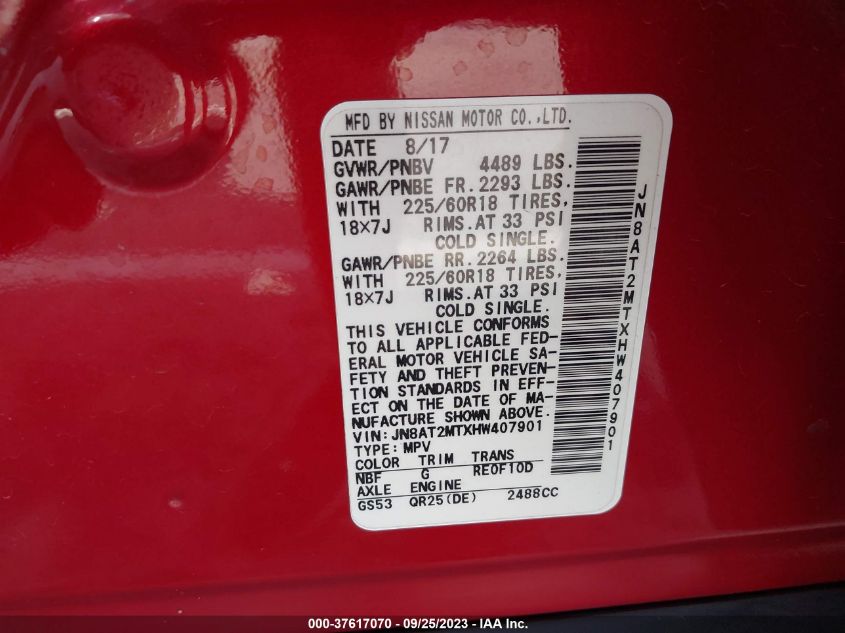 MFD BY NISSAN MOTOR CO.,LTD.
DATE 8/17
GVWR/PNBV 4489 LBS.
GAWR/PNBE FR. 2293 LBS.
WITH 225/60R18 TIRES,
18×7J RIMS.AT 33 PSI
COLD SINGLE.
GAWR/PNBE RR. 2264 LBS.
WITH 225/60R18 TIRES,
18×7J RIMS.AT 33 PSI
COLD SINGLE.
THIS VEHICLE CONFORMS
TO ALL APPLICABLE FED-
ERAL MOTOR VEHICLE SA-
FETY AND THEFT PREVEN-
TION STANDARDS IN EFF-
ECT ON THE DATE OF MA-
NUFACTURE SHOWN ABOVE.
VIN: JN8AT2MTXHW407901
TYPE: MPV
COLOR TRIM TRANS
NBF G RE0F10D
AXLE ENGINE
GS53 QR25(DE) 2488CC
JN8AT2MTXHW407901
000-37617070 - 09/25/2023 - IAA Inc.